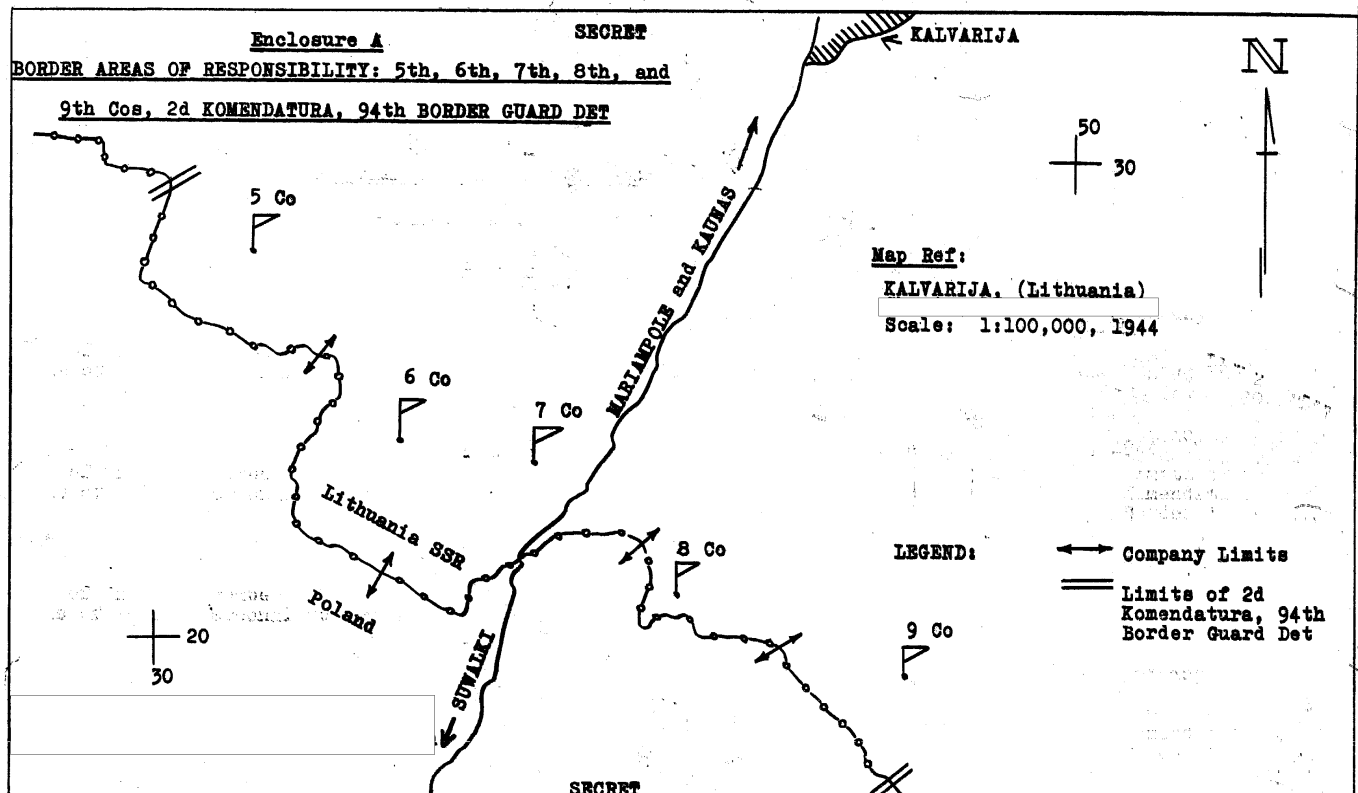 SECRET
Enclosure A
BORDER AREAS OF RESPONSIBILITY: 5th, 6th, 7th, 8th, and
9th Cos, 2d KOMENDATURA, 94th BORDER GUARD DET
KALVARIJA
N
50
30
5 Co
MARIAMPOLE and KAUNAS
Map Ref:
KALVARIJA, (Lithuania)
Scale: 1:100,000, 1944
6 Co
7 Co
Lithuania SSR
Poland
8 Co
LEGEND:
Company Limits
Limits of 2d
Komendatura, 94th
Border Guard Det
9 Co
20
30
SUWALKI
SECRET